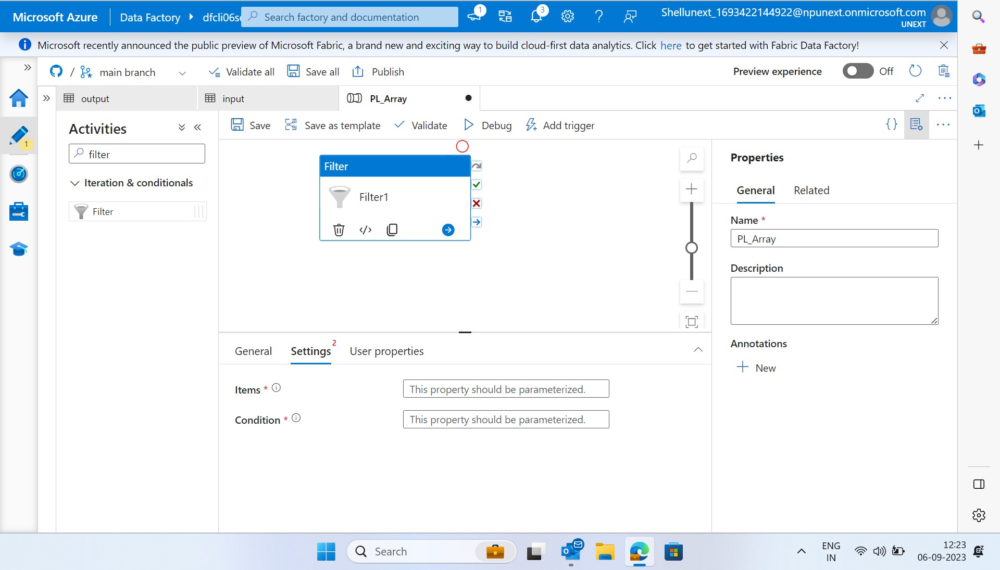 Microsoft Azure
Data Factory
dfcli06s
Search factory and documentation
1
3
Shellunext_1693422144922@npunext.onmicrosoft.com
UNEXT
Microsoft recently announced the public preview of Microsoft Fabric, a brand new and exciting way to build cloud-first data analytics. Click here to get started with Fabric Data Factory!
/ main branch
Validate all
Save all
Publish
Preview experience
Off
output
input
PL_Array
1
Activities
filter
Iteration & conditionals
Filter
Save
Save as template
Validate
Debug
Add trigger
Filter
Filter1
General
Settings 2
User properties
Items *
This property should be parameterized.
Condition *
This property should be parameterized.
Properties
General
Related
Name *
PL_Array
Description
Annotations
New
Search
ENG
IN
12:23
06-09-2023